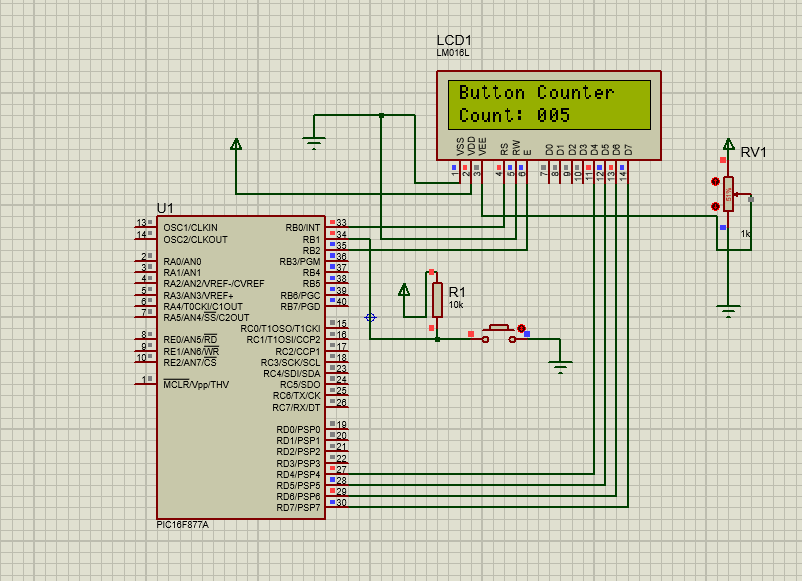 LCD1
LM016L
Button Counter
Count: 005
VSS
VDD
VEE
RS
RW
E
D0
D1
D2
D3
D4
D5
D6
D7
1
2
3
4
5
6
7
8
9
10
11
12
13
14
RV1
51%
1k
U1
13 OSC1/CLKIN
14 OSC2/CLKOUT
2 RA0/AN0
3 RA1/AN1
4 RA2/AN2/VREF-/CVREF
5 RA3/AN3/VREF+
6 RA4/T0CKI/C1OUT
7 RA5/AN4/SS/C2OUT
8 RE0/AN5/RD
9 RE1/AN6/WR
10 RE2/AN7/CS
1 MCLR/Vpp/THV
RB0/INT 33
RB1 34
RB2 35
RB3/PGM 36
RB4 37
RB5 38
RB6/PGC 39
RB7/PGD 40
RC0/T1OSO/T1CKI 15
RC1/T1OSI/CCP2 16
RC2/CCP1 17
RC3/SCK/SCL 18
RC4/SDI/SDA 23
RC5/SDO 24
RC6/TX/CK 25
RC7/RX/DT 26
RD0/PSP0 19
RD1/PSP1 20
RD2/PSP2 21
RD3/PSP3 22
RD4/PSP4 27
RD5/PSP5 28
RD6/PSP6 29
RD7/PSP7 30
PIC16F877A
R1
10k